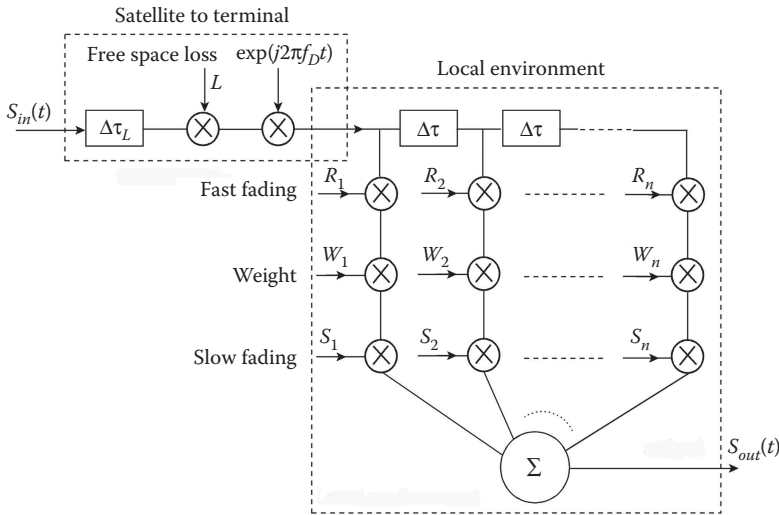 Satellite to terminal
Free space loss exp(j2πf_Dt)
L
Local environment
S_in(t)
Δτ_L
Δτ Δτ
Fast fading R_1 R_2 R_n
Weight W_1 W_2 W_n
Slow fading S_1 S_2 S_n
Σ
S_out(t)